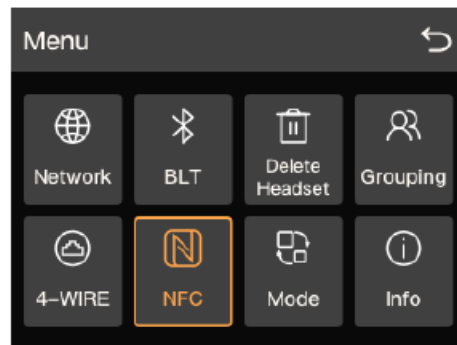 Menu
Network
BLT
Delete
Headset
Grouping
4-WIRE
NFC
Mode
Info